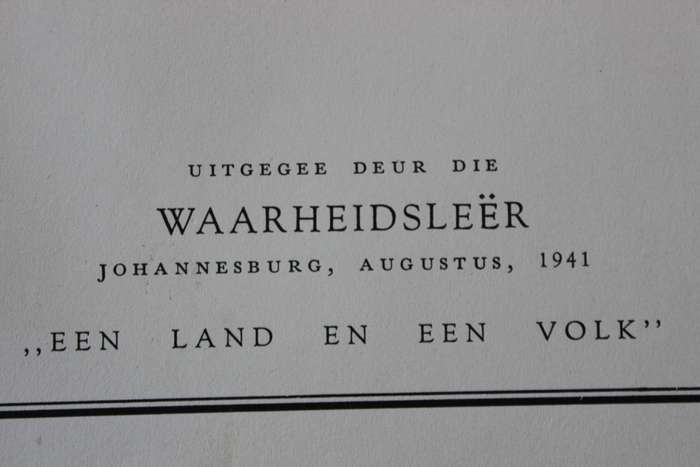 UITGEGEE DEUR DIE
WAARHEIDSLEËR
JOHANNESBURG, AUGUSTUS, 1941
,,EEN LAND EN EEN VOLK’’